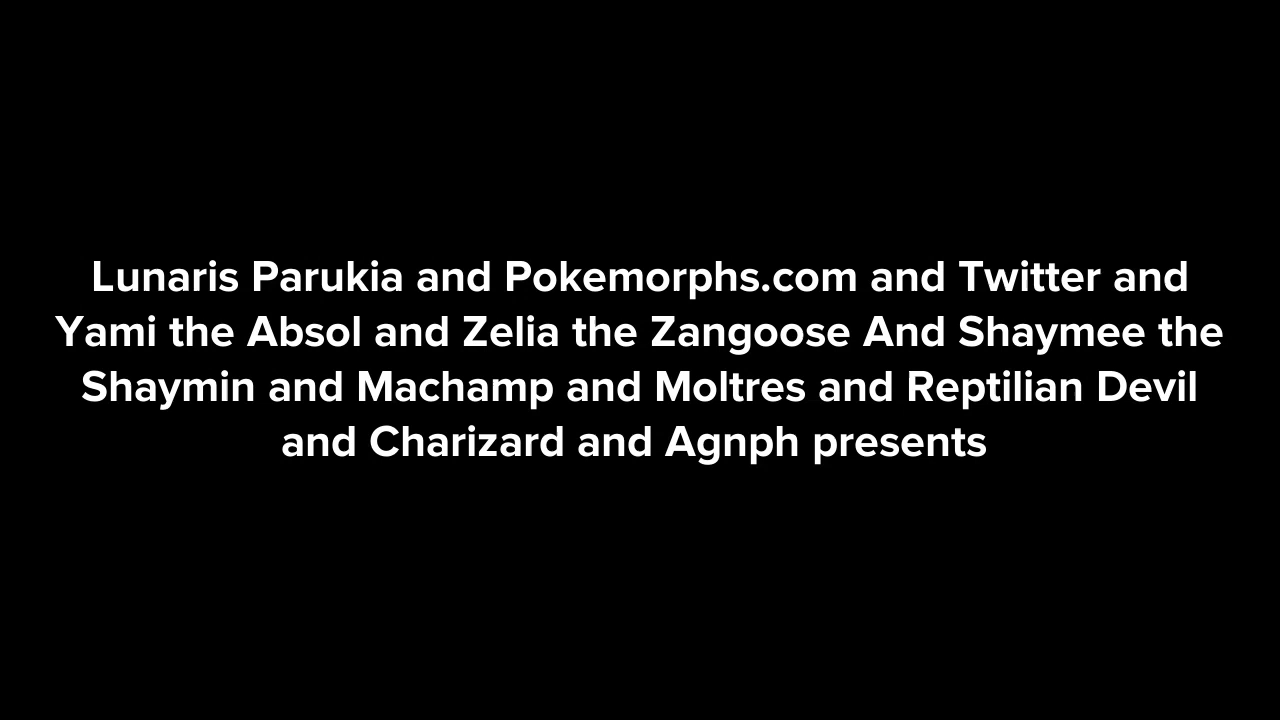 Lunaris Parukia and Pokemorphs.com and Twitter and
Yami the Absol and Zelia the Zangoose And Shaymee the
Shaymin and Machamp and Moltres and Reptilian Devil
and Charizard and Agnph presents